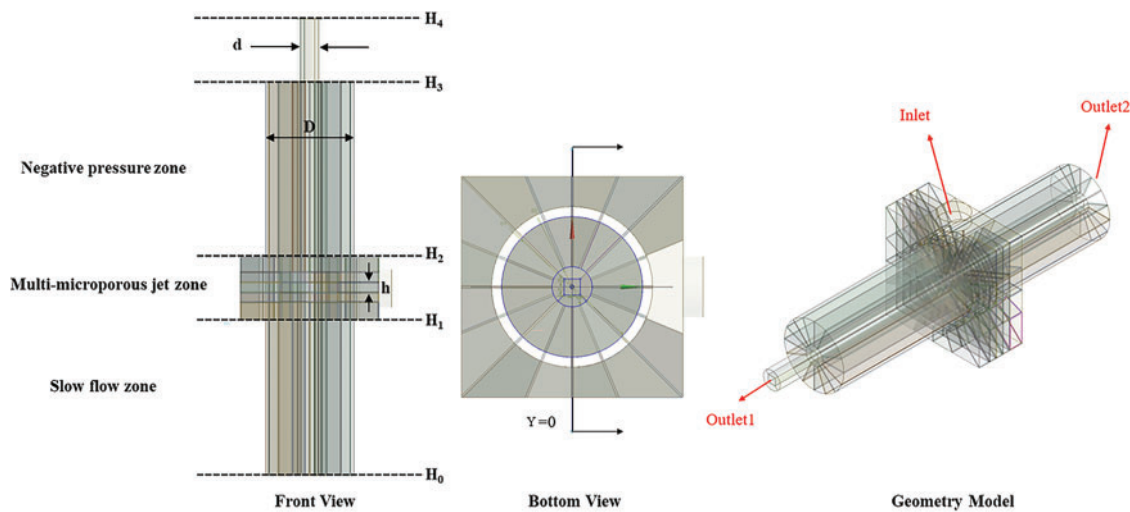 H4
d
H3
D
Negative pressure zone
H2
Multi-microporous jet zone
h
H1
Slow flow zone
H0
Front View
Y=0
Bottom View
Inlet
Outlet2
Outlet1
Geometry Model